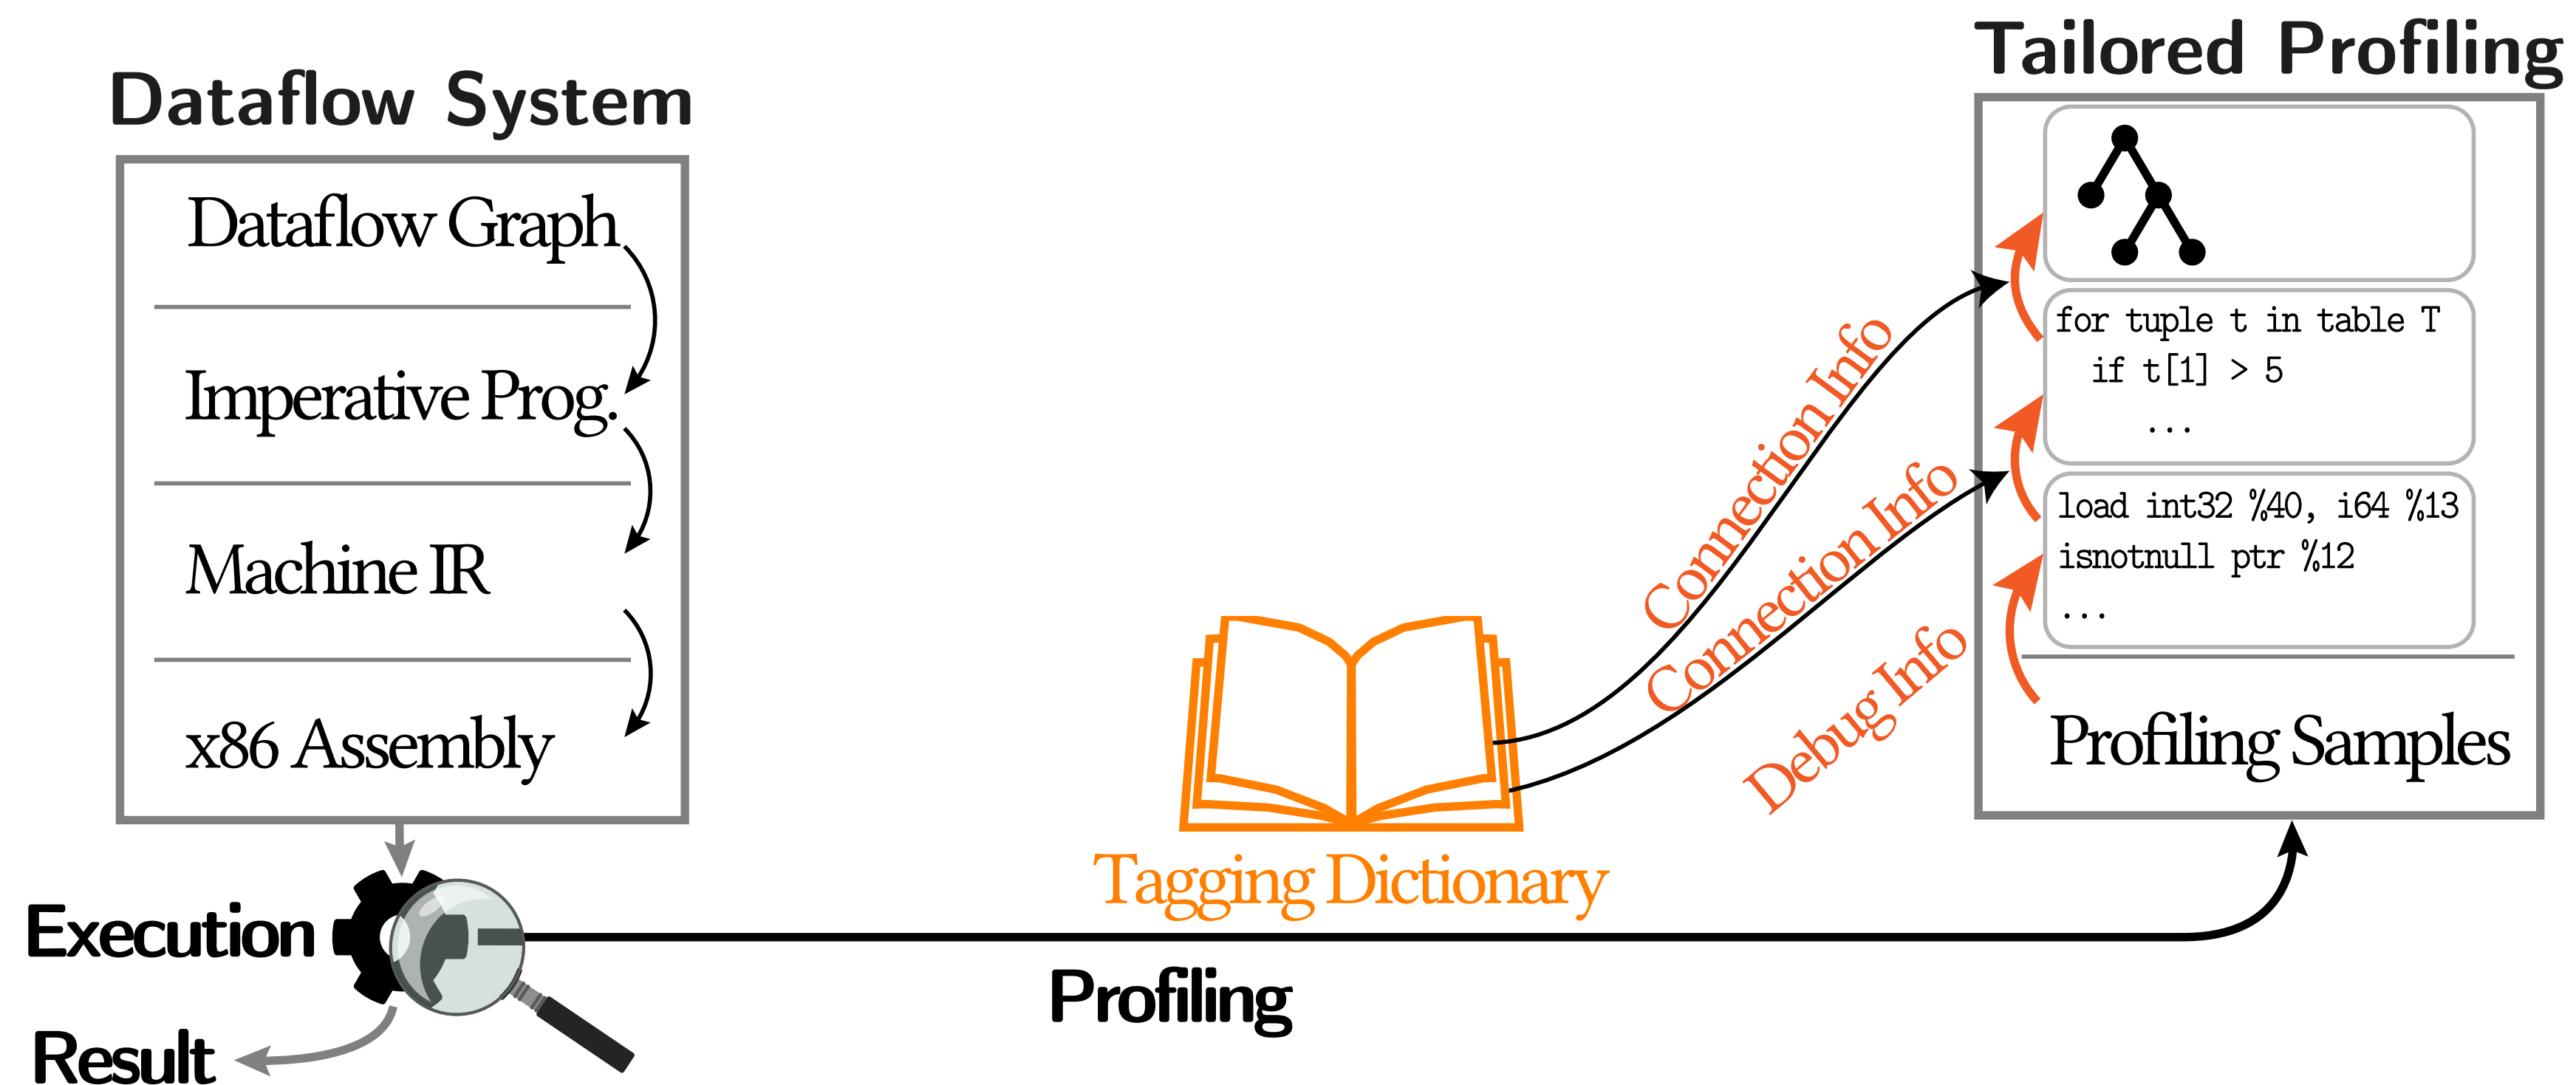 Dataflow System
Dataflow Graph
Imperative Prog.
Machine IR
x86 Assembly
Execution
Result
Profiling
Tagging Dictionary
Connection Info
Connection Info
Debug Info
Tailored Profiling
for tuple t in table T
if t[1] > 5
...
load int32 %40, i64 %13
isnotnull ptr %12
...
Profiling Samples